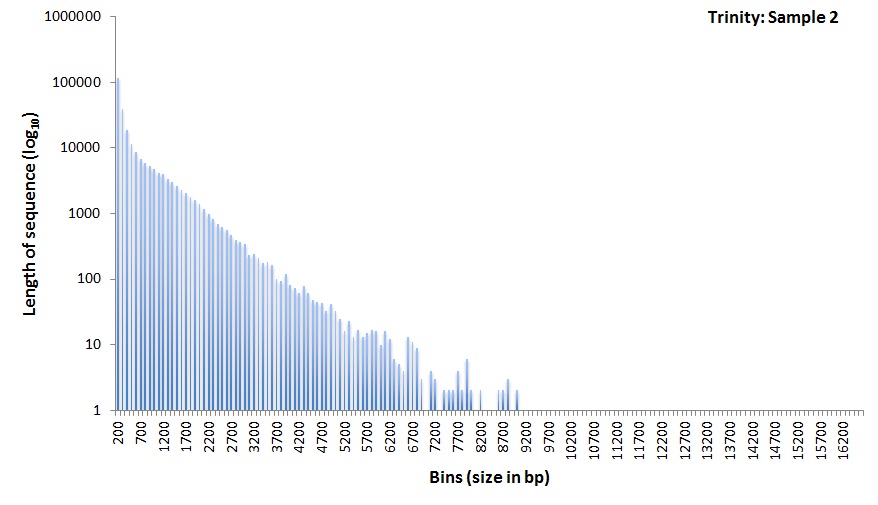 Trinity: Sample 2
1000000
100000
10000
1000
100
10
1
Length of sequence (log10)
200 700 1200 1700 2200 2700 3200 3700 4200 4700 5200 5700 6200 6700 7200 7700 8200 8700 9200 9700 10200 10700 11200 11700 12200 12700 13200 13700 14200 14700 15200 15700 16200
Bins (size in bp)